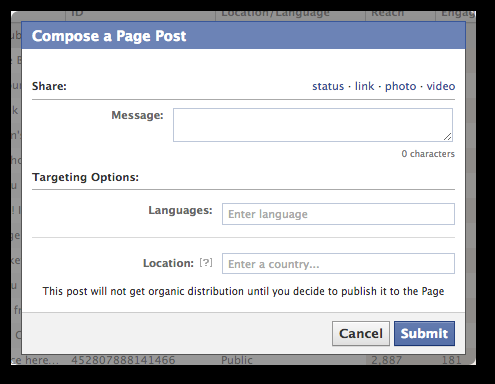 ID Location/Language Reach Engag
Compose a Page Post
Share: status · link · photo · video
Message:
0 characters
Targeting Options:
Languages: Enter language
Location: [?] Enter a country...
This post will not get organic distribution until you decide to publish it to the Page
Cancel Submit
ce here... 452807888141466 Public 2,887 181